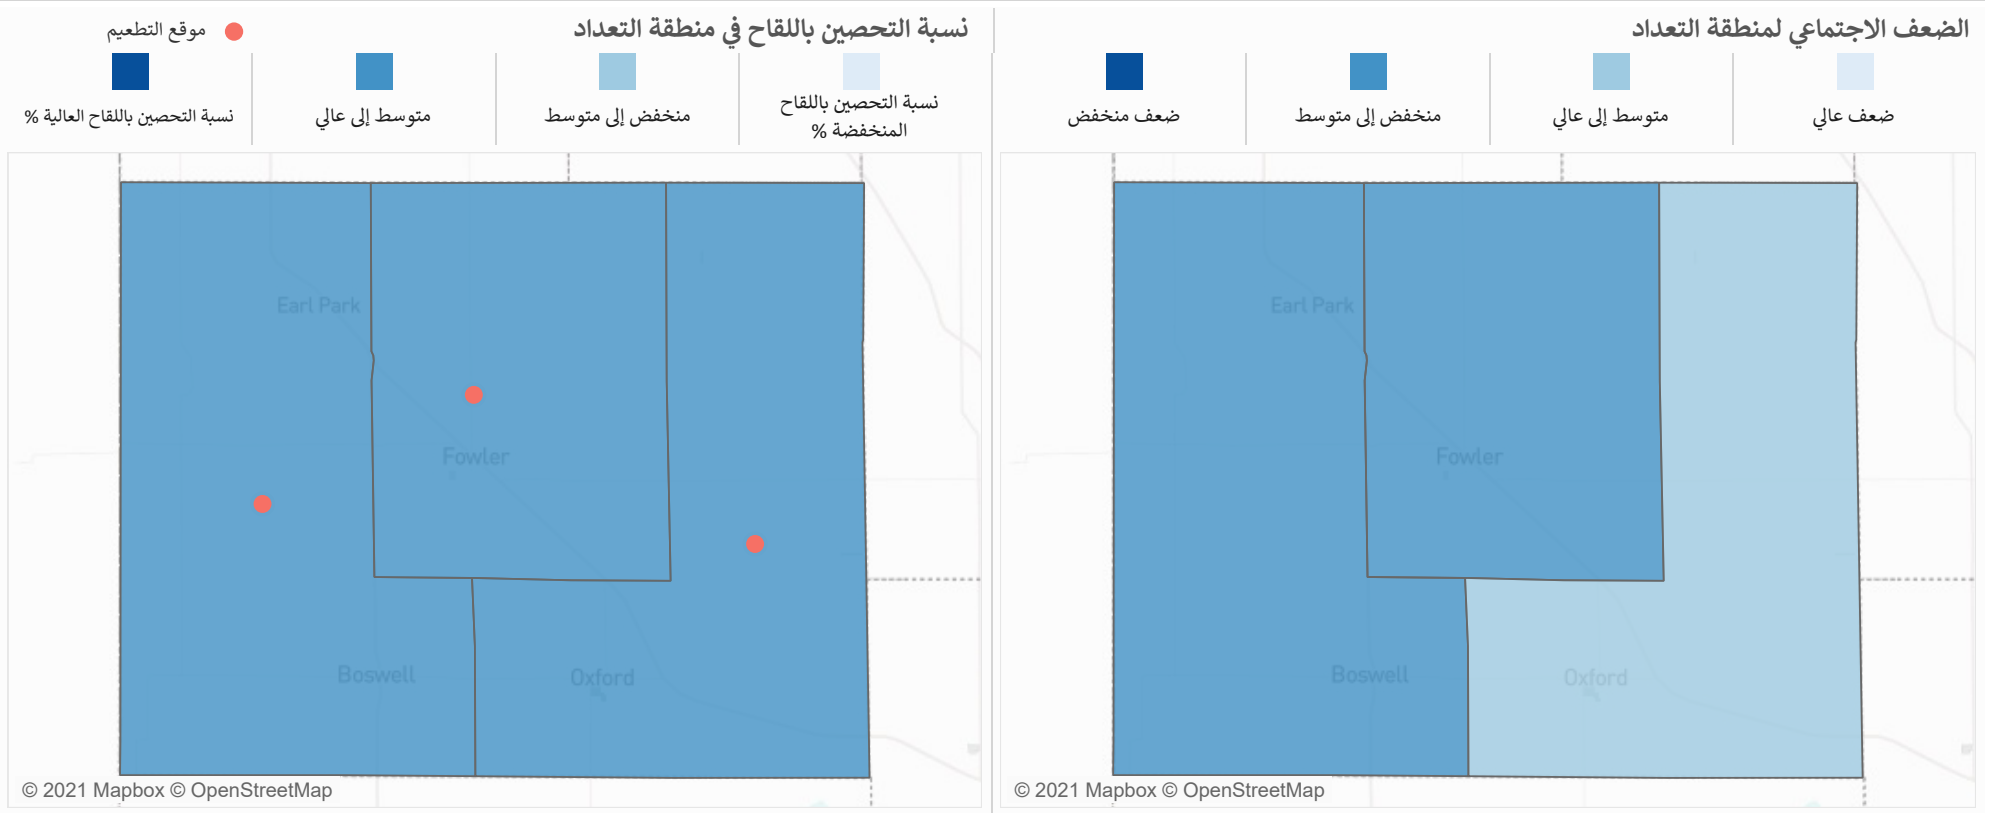 الضعف الاجتماعي لمنطقة التعداد
ضعف عالي
متوسط إلى عالي
منخفض إلى متوسط
ضعف منخفض
Earl Park
Fowler
Boswell
Oxford
© 2021 Mapbox © OpenStreetMap
نسبة التحصين باللقاح في منطقة التعداد
موقع التطعيم
نسبة التحصين باللقاح
المنخفضة %
منخفض إلى متوسط
متوسط إلى عالي
نسبة التحصين باللقاح العالية %
Earl Park
Fowler
Boswell
Oxford
© 2021 Mapbox © OpenStreetMap